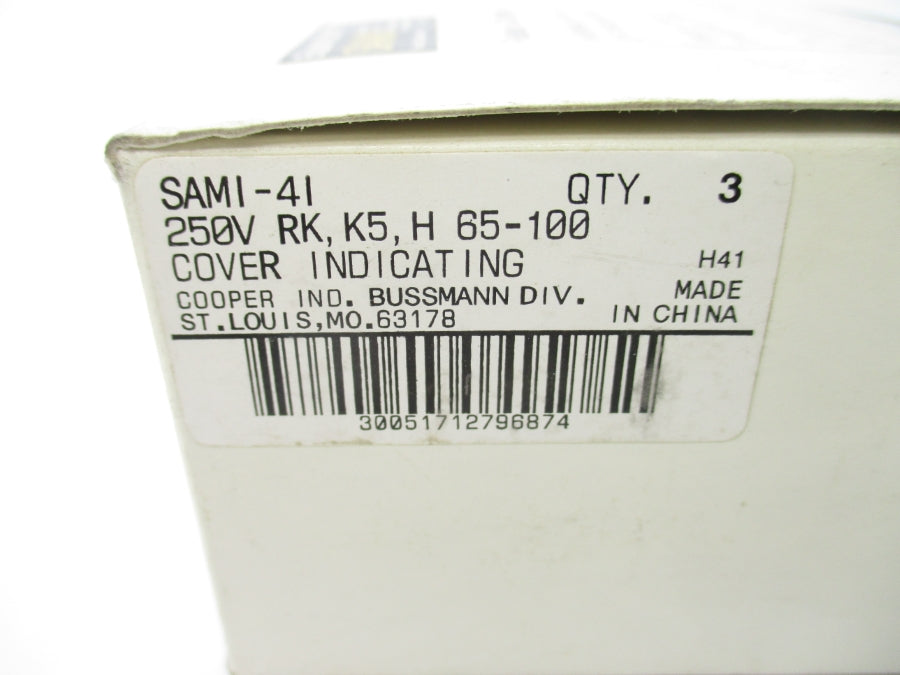 SAMI-4I QTY. 3
250V RK, K5, H 65-100
COVER INDICATING H41
COOPER IND. BUSSMANN DIV. MADE
ST. LOUIS, MO. 63178 IN CHINA
30051712796874